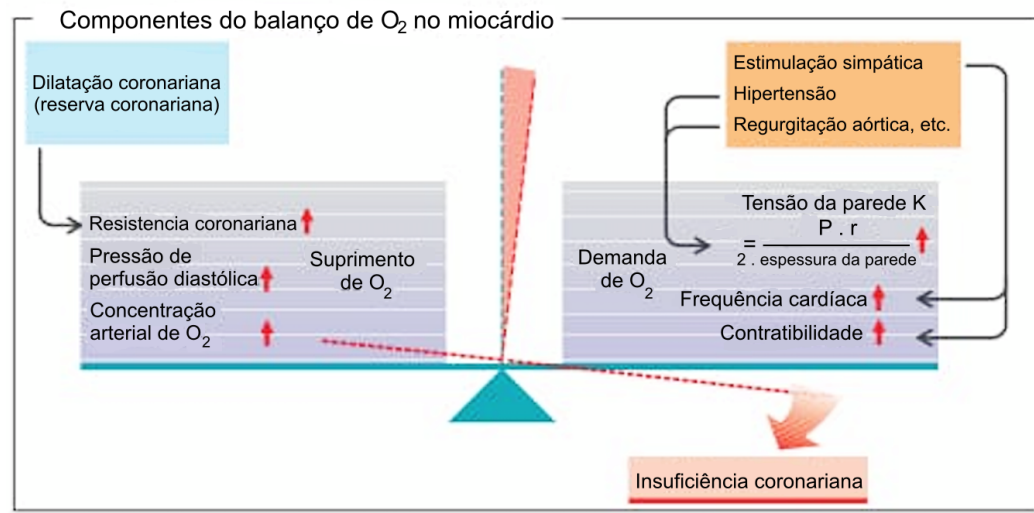 Componentes do balanço de O₂ no miocárdio
Dilatação coronariana
(reserva coronariana)
Estimulação simpática
Hipertensão
Regurgitação aórtica, etc.
Resistencia coronariana
Pressão de
perfusão diastólica
Concentração
arterial de O₂
Suprimento
de O₂
Demanda
de O₂
Tensão da parede K
= P . r
2 . espessura da parede
Frequência cardíaca
Contratibilidade
Insuficiência coronariana